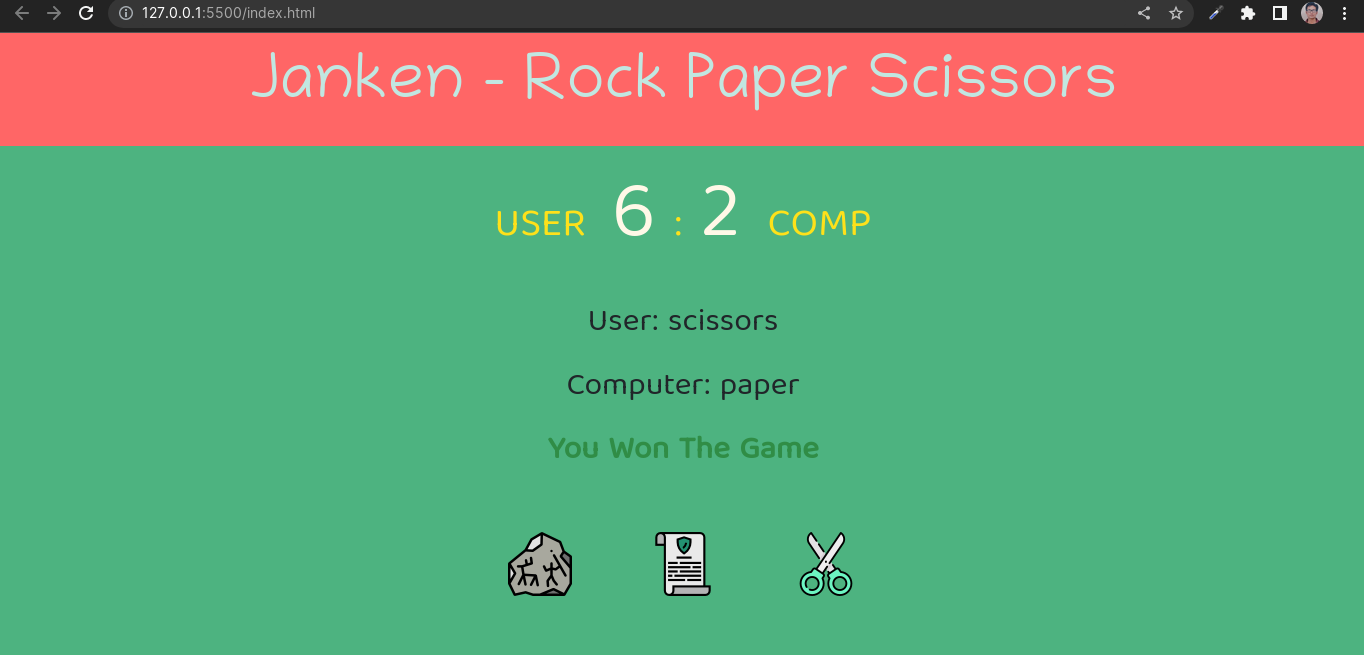 127.0.0.1:5500/index.html
Janken - Rock Paper Scissors
USER 6 : 2 COMP
User: scissors
Computer: paper
You Won The Game